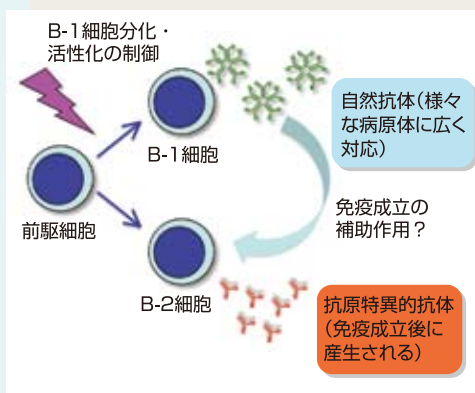 B-1細胞分化・
活性化の制御
B-1細胞
自然抗体(様々
な病原体に広く
対応)
前駆細胞
免疫成立の
補助作用?
B-2細胞
抗原特異的抗体
(免疫成立後に
産生される)